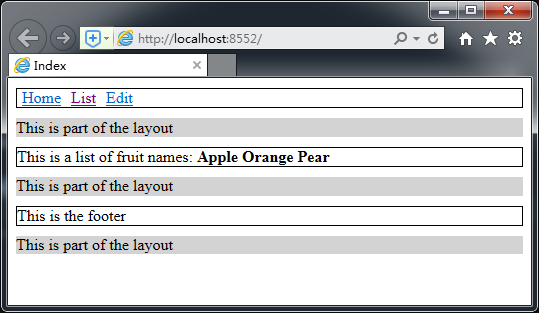 http://localhost:8552/
Index
Home List Edit
This is part of the layout
This is a list of fruit names: Apple Orange Pear
This is part of the layout
This is the footer
This is part of the layout